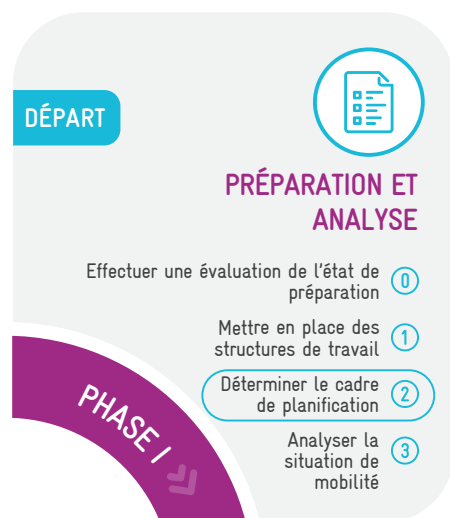 DÉPART
PRÉPARATION ET
ANALYSE
Effectuer une évaluation de l'état de
préparation 0
Mettre en place des
structures de travail 1
Déterminer le cadre
de planification 2
Analyser la
situation de
mobilité 3
PHASE I